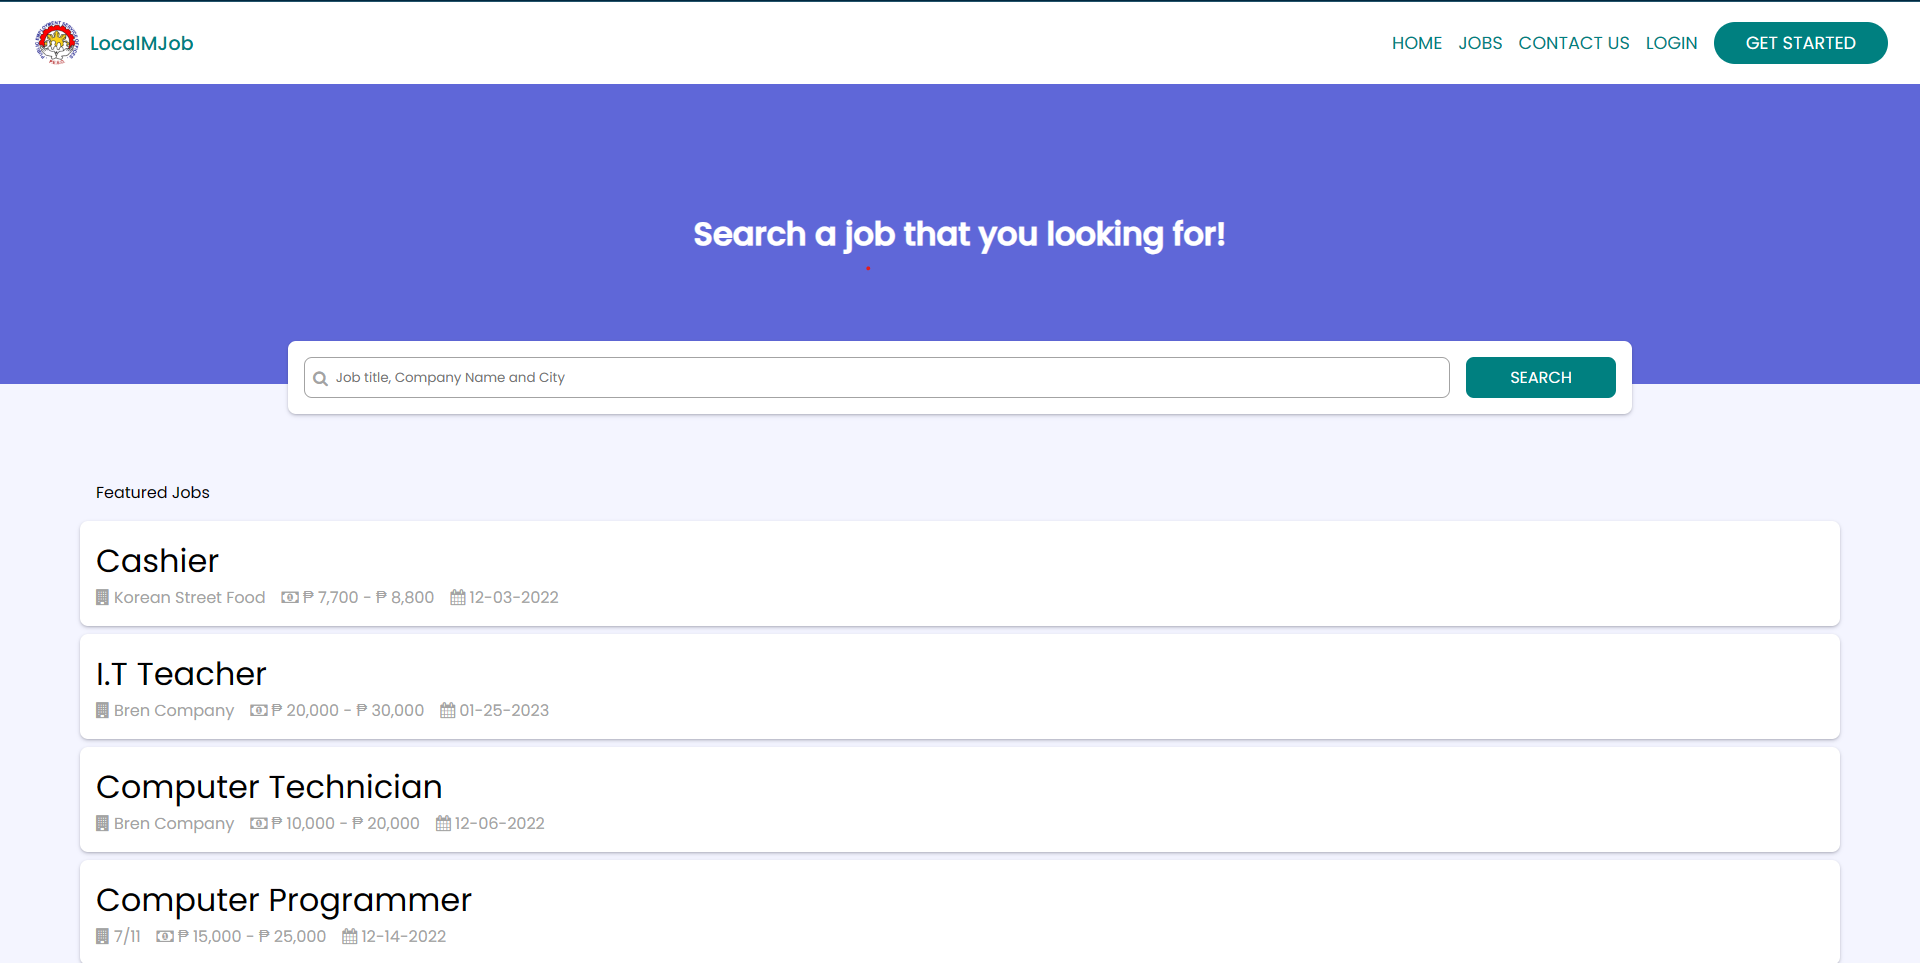 LocalMJob
HOME JOBS CONTACT US LOGIN GET STARTED
Search a job that you looking for!
Job title, Company Name and City
SEARCH
Featured Jobs
Cashier
Korean Street Food ₱ 7,700 - ₱ 8,800 12-03-2022
I.T Teacher
Bren Company ₱ 20,000 - ₱ 30,000 01-25-2023
Computer Technician
Bren Company ₱ 10,000 - ₱ 20,000 12-06-2022
Computer Programmer
7/11 ₱ 15,000 - ₱ 25,000 12-14-2022